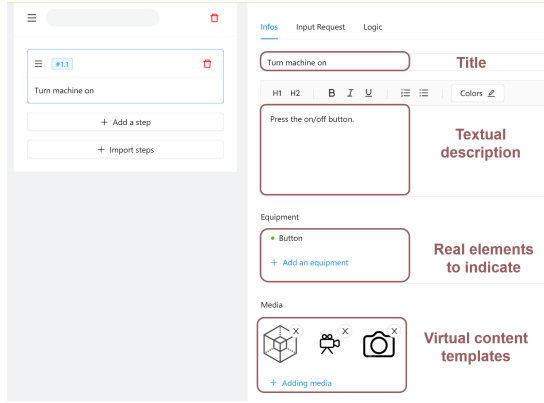 #1.1
Turn machine on
+ Add a step
+ Import steps
Infos Input Request Logic
Turn machine on
Title
H1 H2 B I U Colors
Press the on/off button.
Textual
description
Equipment
Button
+ Add an equipment
Real elements
to indicate
Media
X X X
+ Adding media
Virtual content
templates